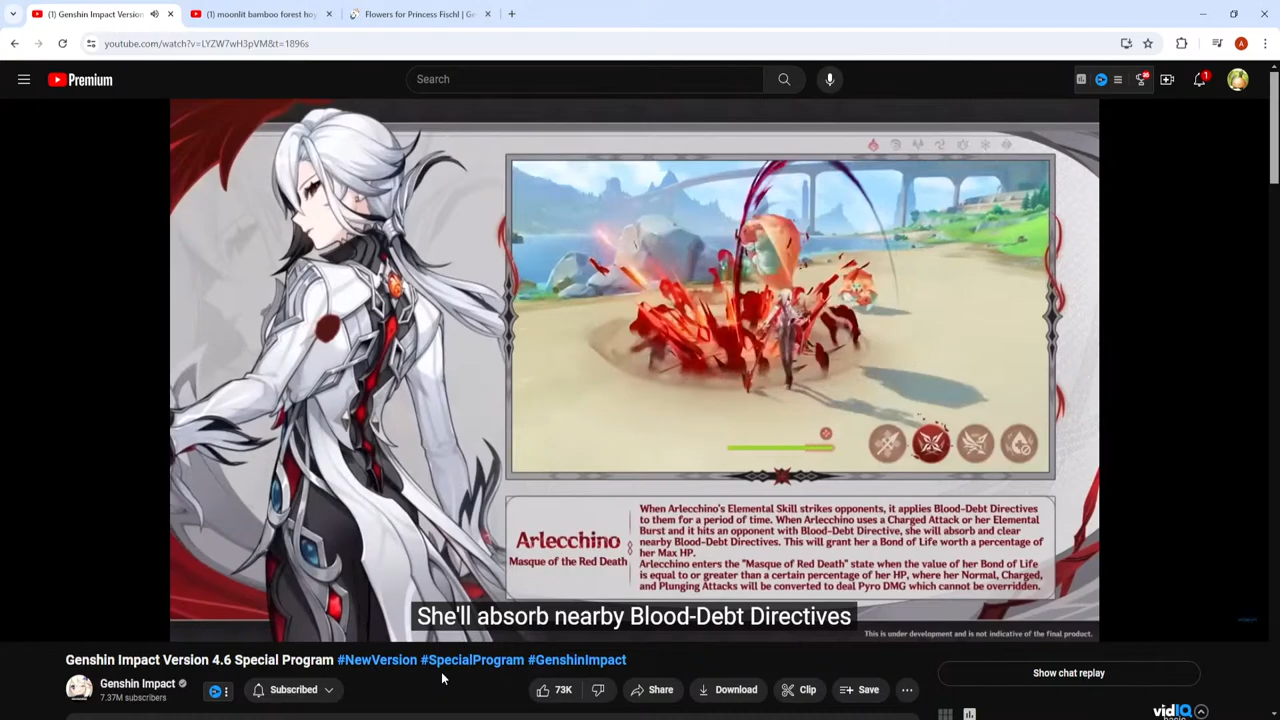 (1) Genshin Impact Version
(1) moonlit bamboo forest hoy
Flowers for Princess Fischl | Ge
youtube.com/watch?v=LYZW7wH3pVM&t=1896s
A
Premium
Search
1
Arlecchino
Masque of the Red Death
When Arlecchino's Elemental Skill strikes opponents, it applies Blood-Debt Directives
to them for a period of time. When Arlecchino uses a Charged Attack or her Elemental
Burst and it hits an opponent with Blood-Debt Directive, she will absorb and clear
nearby Blood-Debt Directives. This will grant her a Bond of Life worth a percentage of
her Max HP.
Arlecchino enters the "Masque of Red Death" state when the value of her Bond of Life
is equal to or greater than a certain percentage of her HP, where her Normal, Charged,
and Plunging Attacks will be converted to deal Pyro DMG which cannot be overridden.
She'll absorb nearby Blood-Debt Directives
This is under development and is not indicative of the final product.
Genshin Impact Version 4.6 Special Program #NewVersion #SpecialProgram #GenshinImpact
Genshin Impact
7.37M subscribers
Subscribed
73K
Share
Download
Clip
Save
Show chat replay
vidIQ
basic